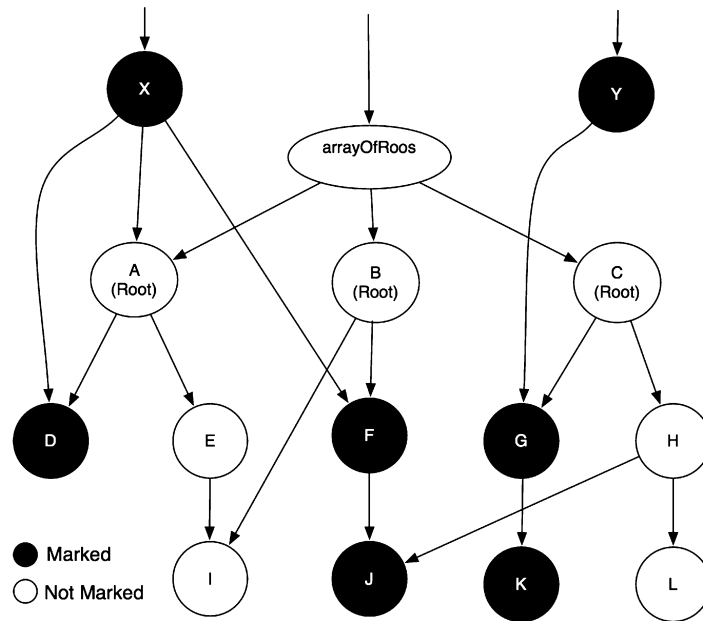 X
Y
arrayOfRoos
A
(Root)
B
(Root)
C
(Root)
D
E
F
G
H
I
J
K
L
Marked
Not Marked